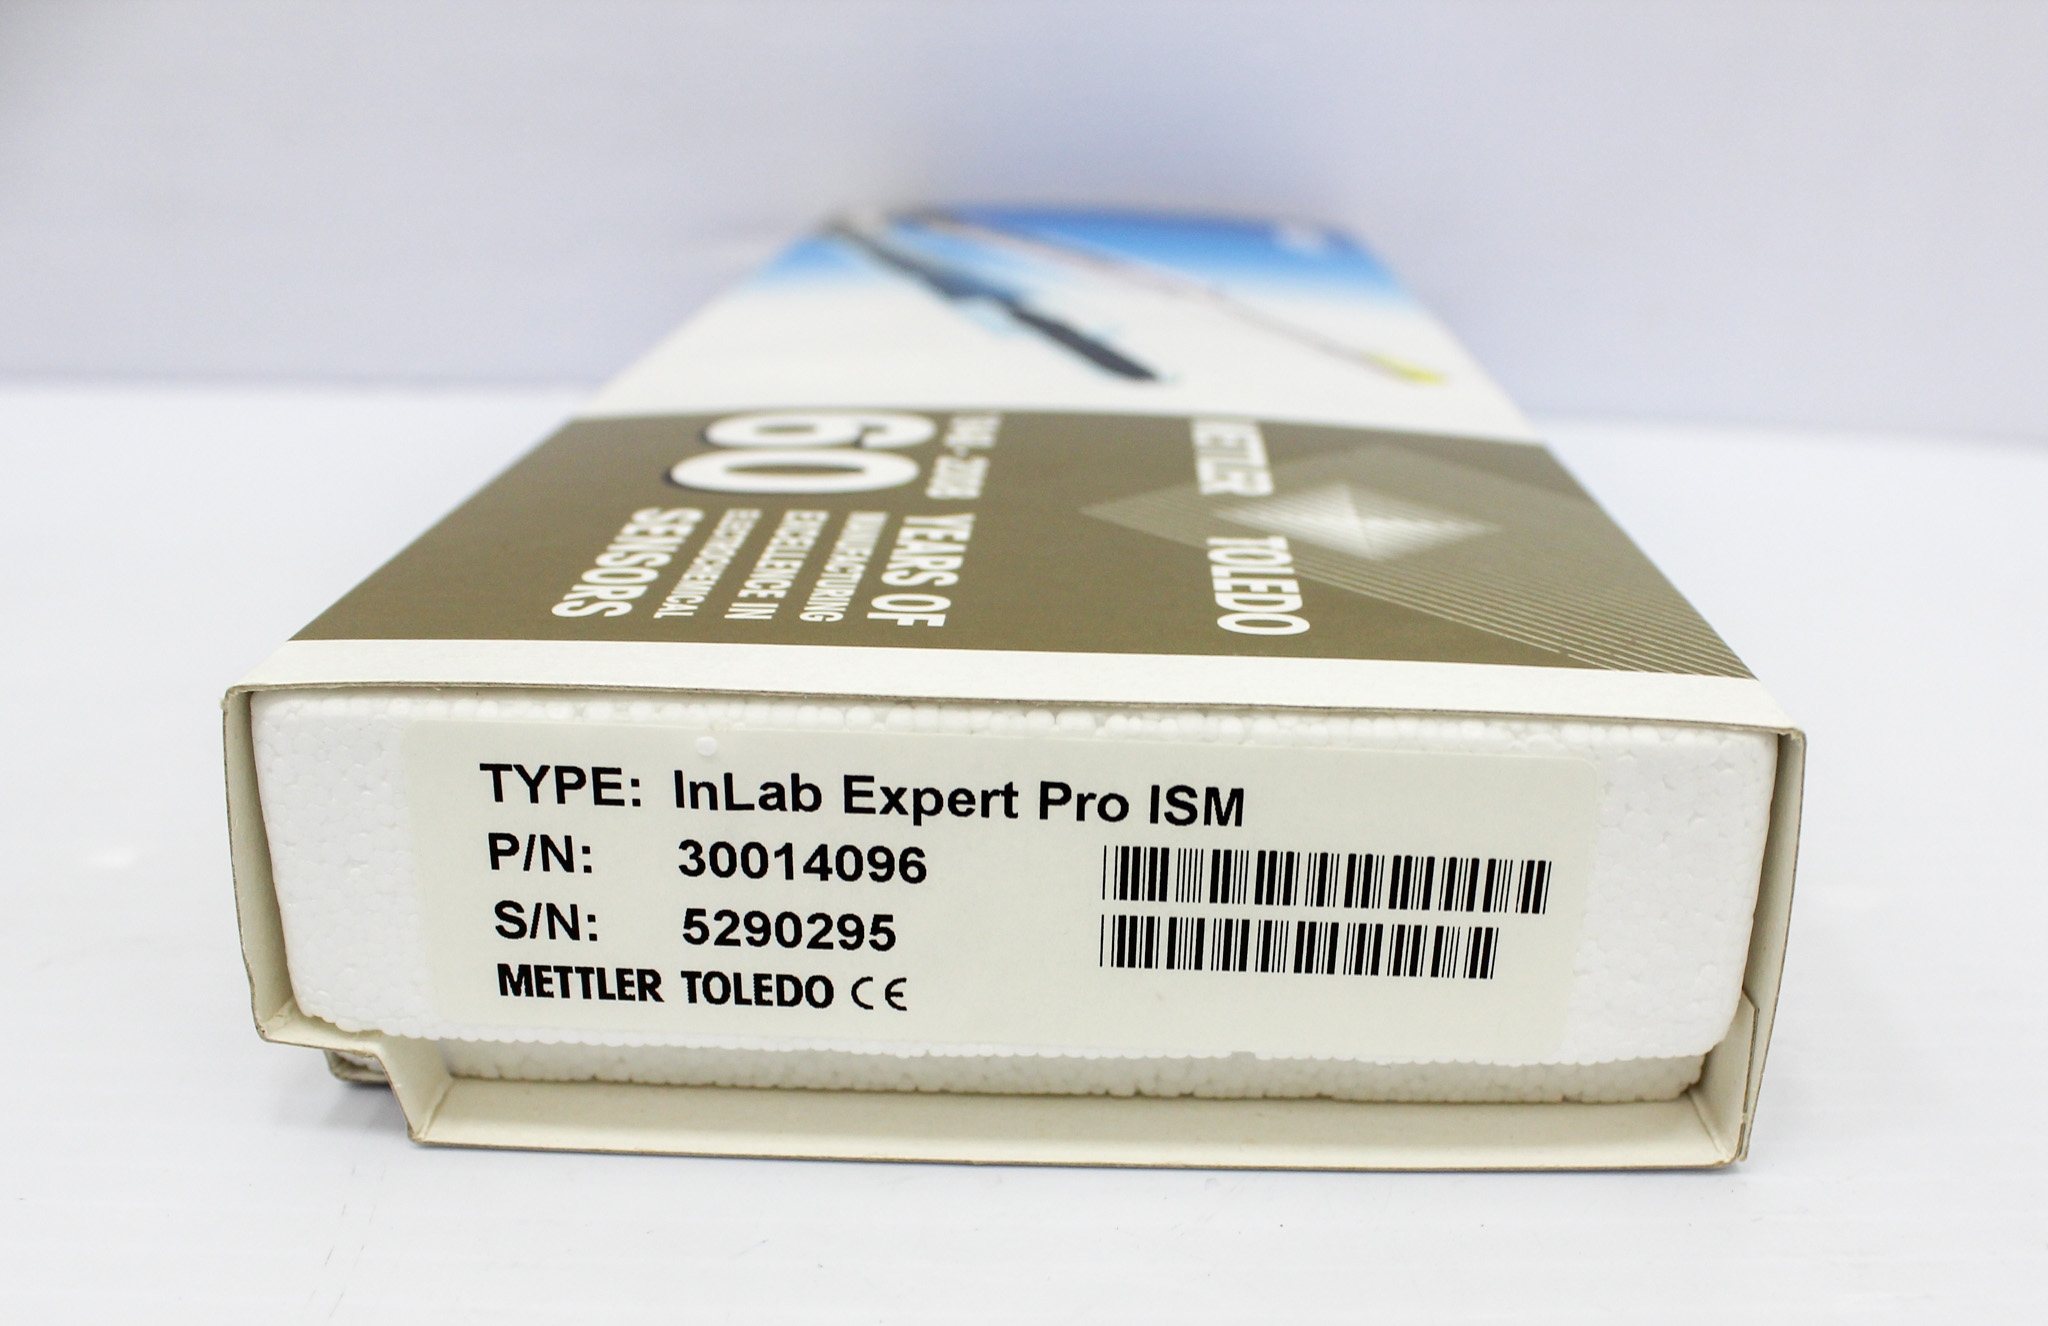 METTLER TOLEDO
60
YEARS OF
MANUFACTURING
EXCELLENCE IN
ELECTROCHEMICAL
SENSORS
TYPE: InLab Expert Pro ISM
P/N: 30014096
S/N: 5290295
METTLER TOLEDO CE